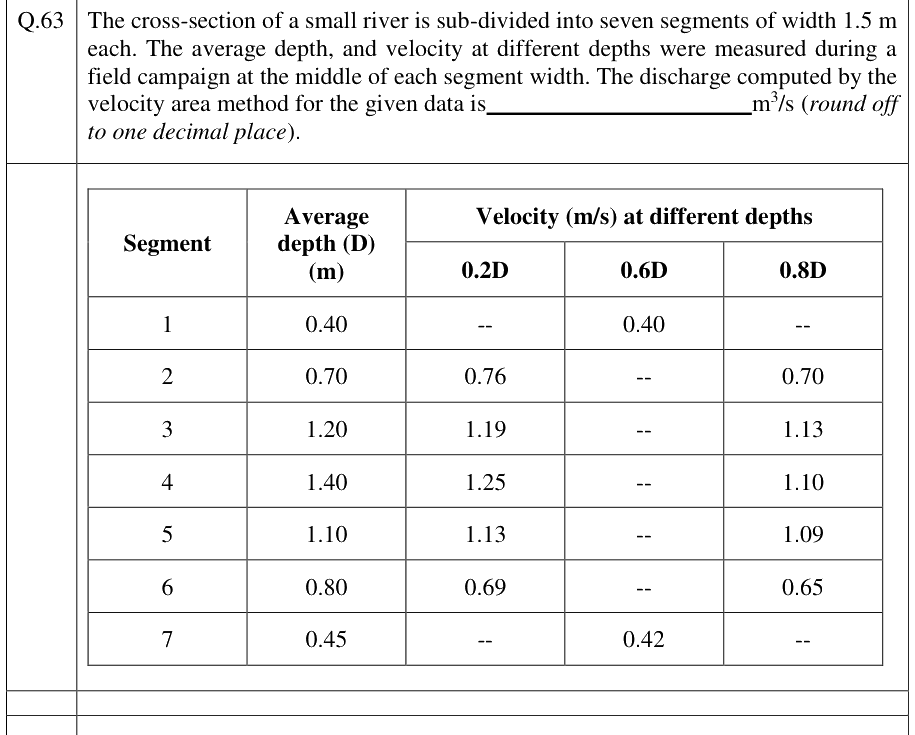 Q.63 The cross-section of a small river is sub-divided into seven segments of width 1.5 m
each. The average depth, and velocity at different depths were measured during a
field campaign at the middle of each segment width. The discharge computed by the
velocity area method for the given data is____________________m³/s (round off
to one decimal place).
Segment Average depth (D) (m) Velocity (m/s) at different depths
0.2D 0.6D 0.8D
1 0.40 -- 0.40 --
2 0.70 0.76 -- 0.70
3 1.20 1.19 -- 1.13
4 1.40 1.25 -- 1.10
5 1.10 1.13 -- 1.09
6 0.80 0.69 -- 0.65
7 0.45 -- 0.42 --